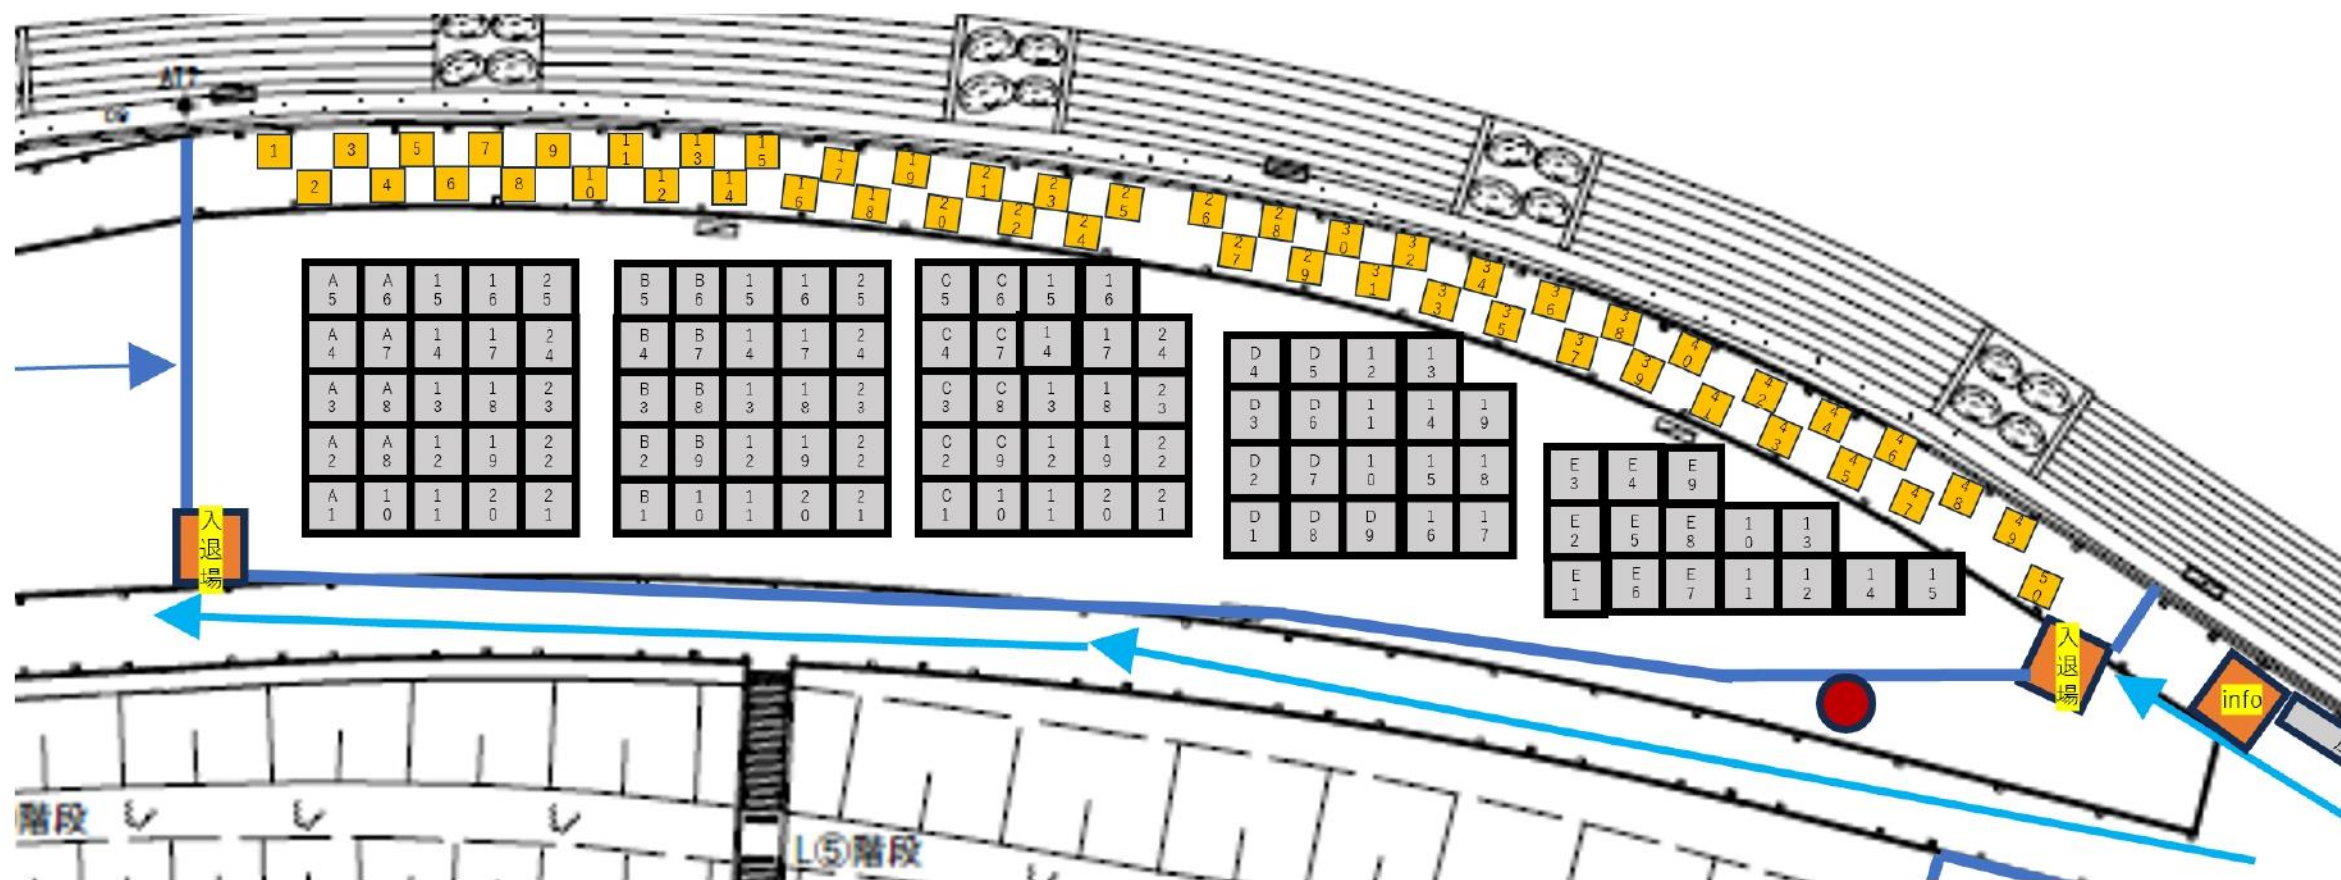 AT7
1 3 5 7 9 11 13 15
2 4 6 8 10 12 14
17 19 21 23 25
16 18 20 22 24
26 28 30 32 34 36 38 40 42 44 46 48 49
27 29 31 33 35 37 39 41 43 45 47 50
A5 A6 15 16 25
A4 A7 14 17 24
A3 A8 13 18 23
A2 A8 12 19 22
A1 10 11 20 21
B5 B6 15 16 25
B4 B7 14 17 24
B3 B8 13 18 23
B2 B9 12 19 22
B1 10 11 20 21
C5 C6 15 16
C4 C7 14 17 24
C3 C8 13 18 23
C2 C9 12 19 22
C1 10 11 20 21
D4 D5 12 13
D3 D6 11 14 19
D2 D7 10 15 18
D1 D8 D9 16 17
E3 E4 E9
E2 E5 E8 10 13
E1 E6 E7 11 12 14 15
入退場
入退場
info
階段
L⑤階段